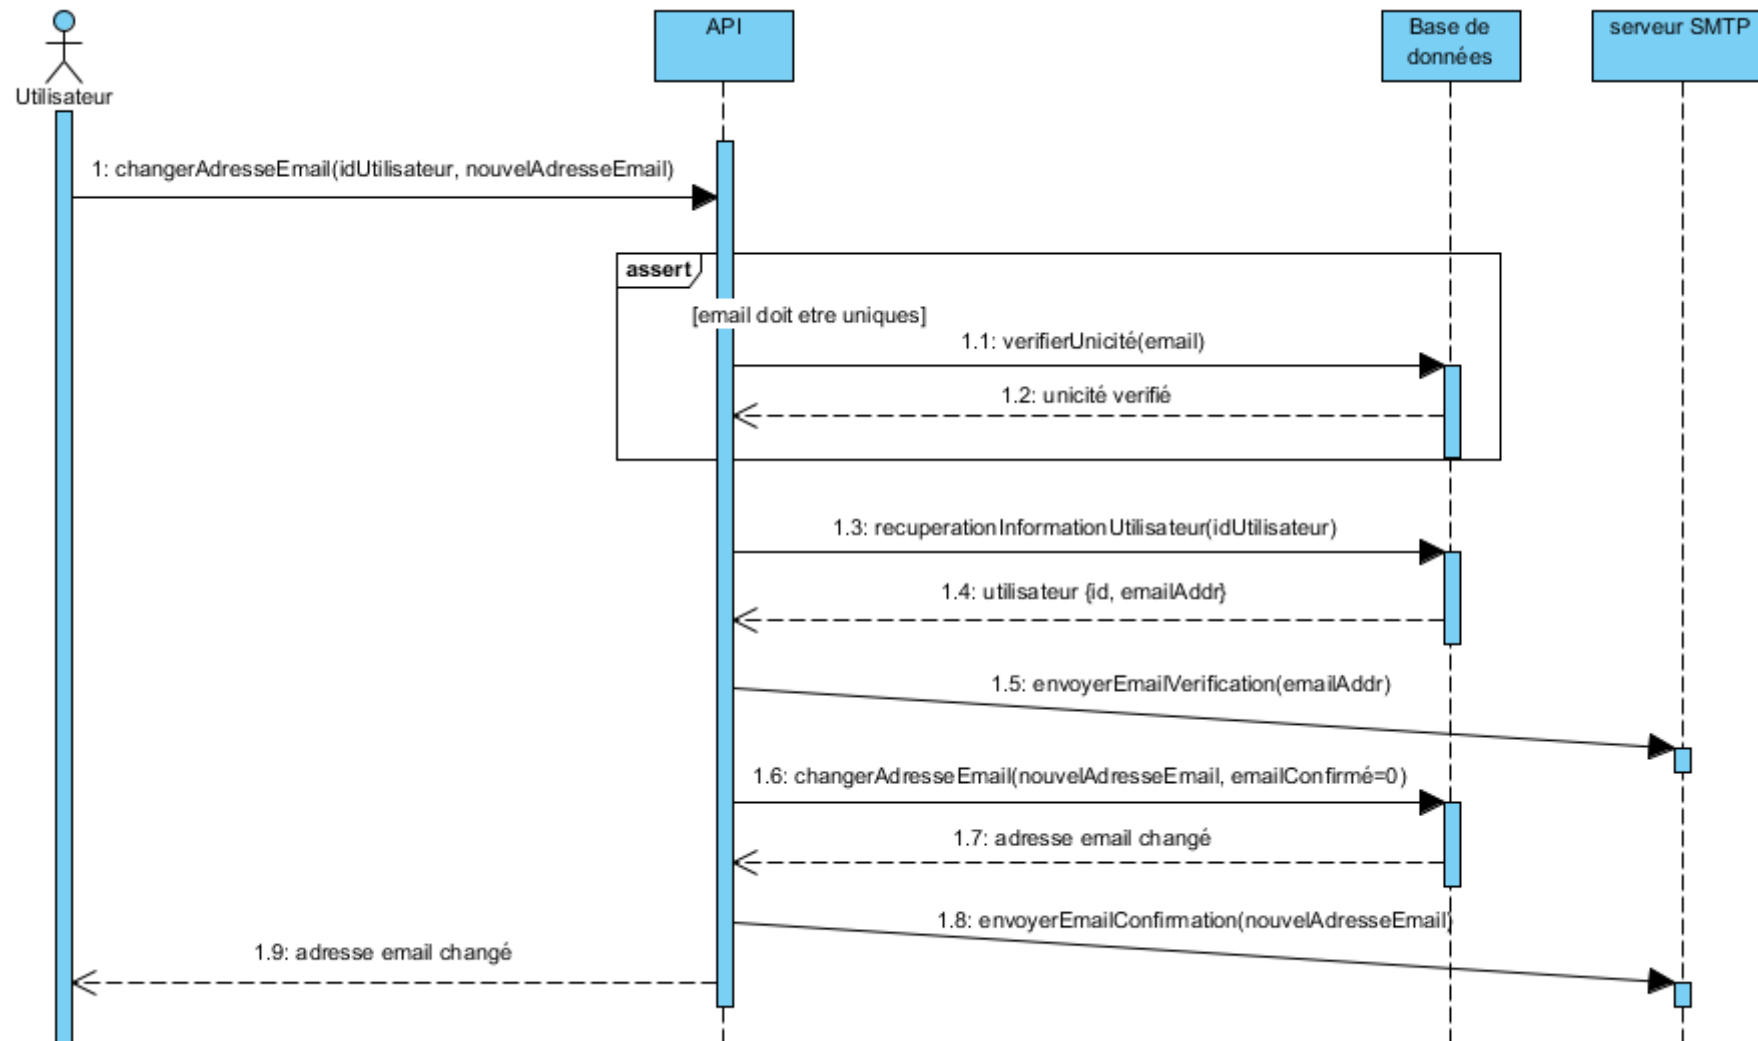 API
Base de
données
serveur SMTP
Utilisateur
1: changerAdresseEmail(idUtilisateur, nouvelAdresseEmail)
assert
[email doit etre uniques]
1.1: verifierUnicité(email)
1.2: unicité verifié
1.3: recuperationInformationUtilisateur(idUtilisateur)
1.4: utilisateur {id, emailAddr}
1.5: envoyerEmailVerification(emailAddr)
1.6: changerAdresseEmail(nouvelAdresseEmail, emailConfirmé=0)
1.7: adresse email changé
1.8: envoyerEmailConfirmation(nouvelAdresseEmail)
1.9: adresse email changé